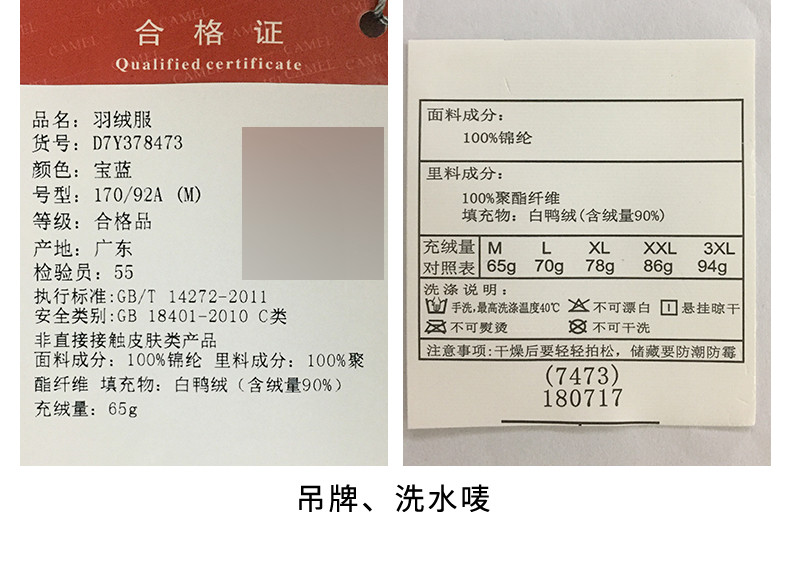 合格证
Qualified certificate
CAMEL
品名：羽绒服
货号：D7Y378473
颜色：宝蓝
号型：170/92A (M)
等级：合格品
产地：广东
检验员：55
执行标准:GB/T 14272-2011
安全类别:GB 18401-2010 C类
非直接接触皮肤类产品
面料成分：100%锦纶 里料成分：100%聚
酯纤维 填充物：白鸭绒（含绒量90%）
充绒量：65g
面料成分：
100%锦纶
里料成分：
100%聚酯纤维
填充物：白鸭绒(含绒量90%)
充绒量 M L XL XXL 3XL
对照表 65g 70g 78g 86g 94g
洗涤说明：
手洗,最高洗涤温度40℃ 不可漂白 悬挂晾干
不可熨烫 不可干洗
注意事项:干燥后要轻轻拍松，储藏要防潮防霉
(7473)
180717
吊牌、洗水唛